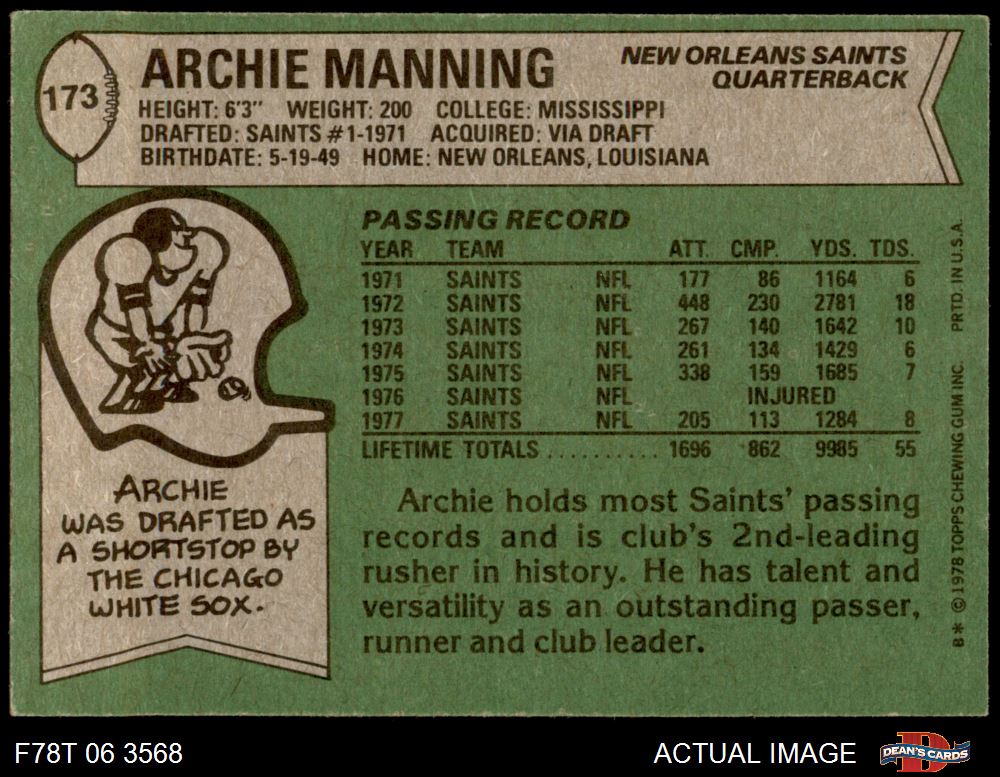 173
ARCHIE MANNING
NEW ORLEANS SAINTS
QUARTERBACK
HEIGHT: 6'3" WEIGHT: 200 COLLEGE: MISSISSIPPI
DRAFTED: SAINTS #1-1971 ACQUIRED: VIA DRAFT
BIRTHDATE: 5-19-49 HOME: NEW ORLEANS, LOUISIANA
PASSING RECORD
YEAR TEAM ATT. CMP. YDS. TDS.
1971 SAINTS NFL 177 86 1164 6
1972 SAINTS NFL 448 230 2781 18
1973 SAINTS NFL 267 140 1642 10
1974 SAINTS NFL 261 134 1429 6
1975 SAINTS NFL 338 159 1685 7
1976 SAINTS NFL INJURED
1977 SAINTS NFL 205 113 1284 8
LIFETIME TOTALS .......... 1696 862 9985 55
ARCHIE
WAS DRAFTED AS
A SHORTSTOP BY
THE CHICAGO
WHITE SOX.
Archie holds most Saints' passing
records and is club's 2nd-leading
rusher in history. He has talent and
versatility as an outstanding passer,
runner and club leader.
B* © 1978 TOPPS CHEWING GUM INC. PRTD. IN U.S.A.
F78T 06 3568
ACTUAL IMAGE
DEAN'S CARDS